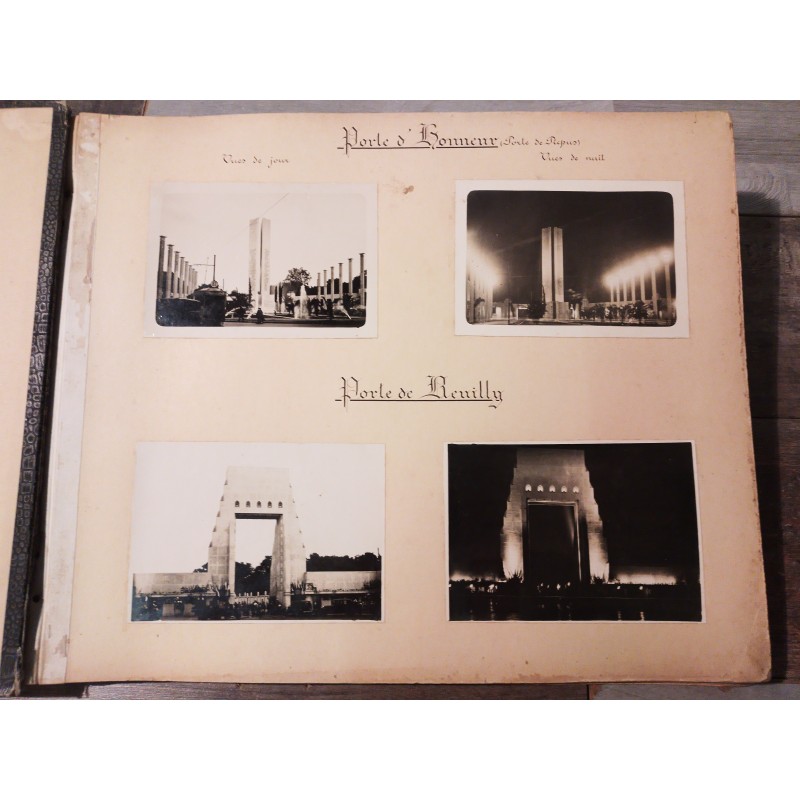 Porte d'Honneur (Porte de Picpus)
Vues de jour
Vues de nuit
Porte de Reuilly